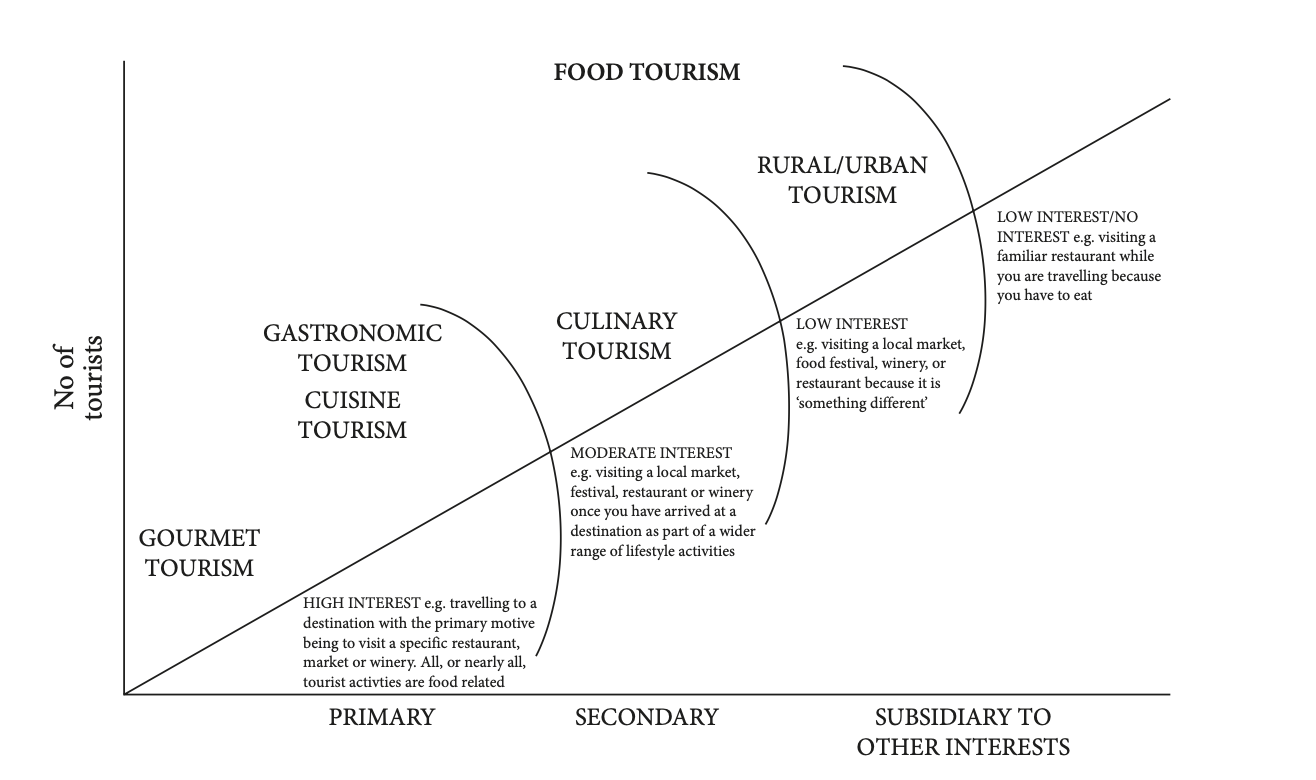 FOOD TOURISM
RURAL/URBAN
TOURISM
LOW INTEREST/NO
INTEREST e.g. visiting a
familiar restaurant while
you are travelling because
you have to eat
GASTRONOMIC
TOURISM
CUISINE
TOURISM
CULINARY
TOURISM
LOW INTEREST
e.g. visiting a local market,
food festival, winery, or
restaurant because it is
‘something different’
No of
tourists
MODERATE INTEREST
e.g. visiting a local market,
festival, restaurant or winery
once you have arrived at a
destination as part of a wider
range of lifestyle activities
GOURMET
TOURISM
HIGH INTEREST e.g. travelling to a
destination with the primary motive
being to visit a specific restaurant,
market or winery. All, or nearly all,
tourist activties are food related
PRIMARY
SECONDARY
SUBSIDIARY TO
OTHER INTERESTS